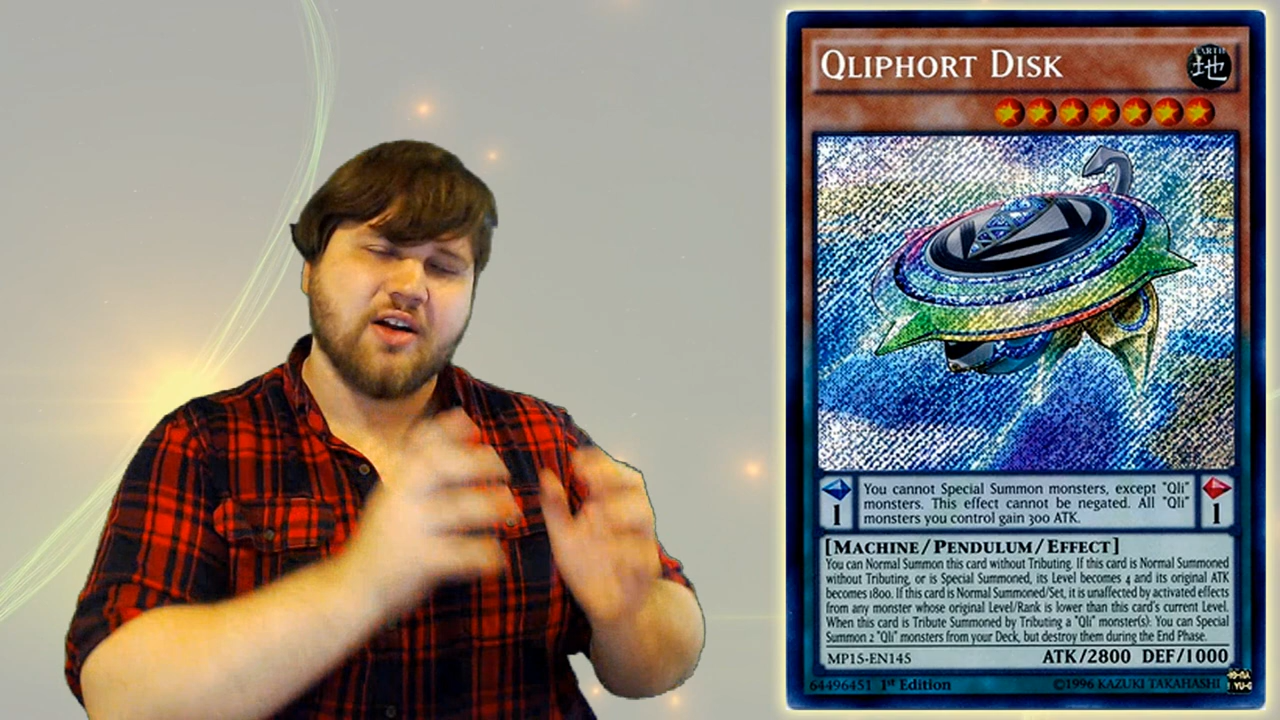 QLIPHORT DISK
EARTH
地
1
You cannot Special Summon monsters, except "Qli"
monsters. This effect cannot be negated. All "Qli"
monsters you control gain 300 ATK.
1
[MACHINE/PENDULUM/EFFECT]
You can Normal Summon this card without Tributing. If this card is Normal Summoned
without Tributing, or is Special Summoned, its Level becomes 4 and its original ATK
becomes 1800. If this card is Normal Summoned/Set, it is unaffected by activated effects
from any monster whose original Level/Rank is lower than this card's current Level.
When this card is Tribute Summoned by Tributing a "Qli" monster(s): You can Special
Summon 2 "Qli" monsters from your Deck, but destroy them during the End Phase.
MP15-EN145
ATK/2800 DEF/1000
64496451 1st Edition
©1996 KAZUKI TAKAHASHI